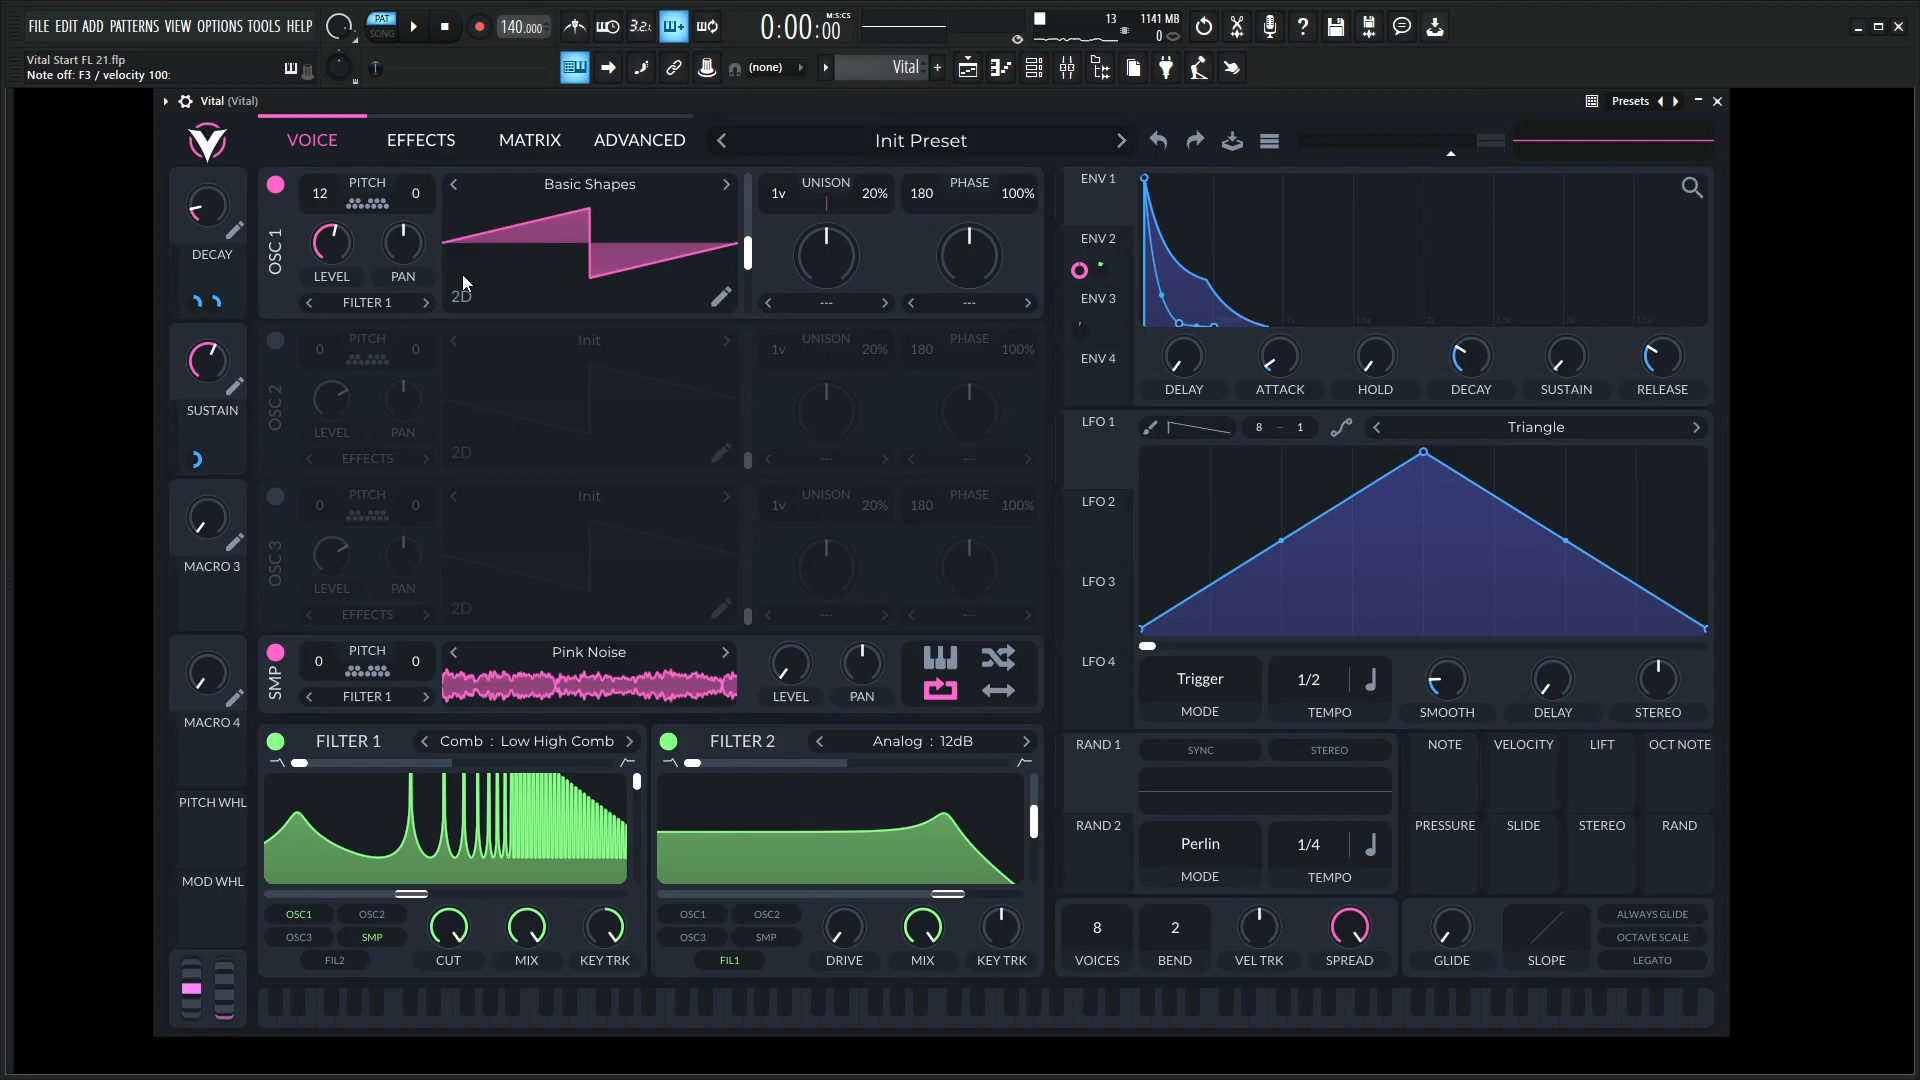 FILE EDIT ADD PATTERNS VIEW OPTIONS TOOLS HELP
PAT
SONG
140.000
3.2.
0:00:00
M:S:CS
13
1141 MB
0
Vital Start FL 21.flp
Note off: F3 / velocity 100:
(none)
Vital
Vital (Vital)
Presets
VOICE
EFFECTS
MATRIX
ADVANCED
Init Preset
DECAY
SUSTAIN
MACRO 3
MACRO 4
PITCH WHL
MOD WHL
OSC 1
12 PITCH 0
LEVEL PAN
FILTER 1
Basic Shapes
2D
1v UNISON 20%
180 PHASE 100%
---
---
OSC 2
0 PITCH 0
LEVEL PAN
EFFECTS
Init
2D
1v UNISON 20%
180 PHASE 100%
---
---
OSC 3
0 PITCH 0
LEVEL PAN
EFFECTS
Init
2D
1v UNISON 20%
180 PHASE 100%
---
---
SMP
0 PITCH 0
FILTER 1
Pink Noise
LEVEL PAN
FILTER 1
Comb : Low High Comb
OSC1 OSC2
OSC3 SMP
FIL2
CUT MIX KEY TRK
FILTER 2
Analog : 12dB
OSC1 OSC2
OSC3 SMP
FIL1
DRIVE MIX KEY TRK
ENV 1
ENV 2
ENV 3
ENV 4
DELAY ATTACK HOLD DECAY SUSTAIN RELEASE
LFO 1
LFO 2
LFO 3
LFO 4
8 - 1
Triangle
Trigger
MODE
1/2
TEMPO
SMOOTH DELAY STEREO
RAND 1
RAND 2
SYNC STEREO
Perlin
MODE
1/4
TEMPO
NOTE VELOCITY LIFT OCT NOTE
PRESSURE SLIDE STEREO RAND
8
VOICES
2
BEND
VEL TRK
SPREAD
GLIDE
SLOPE
ALWAYS GLIDE
OCTAVE SCALE
LEGATO